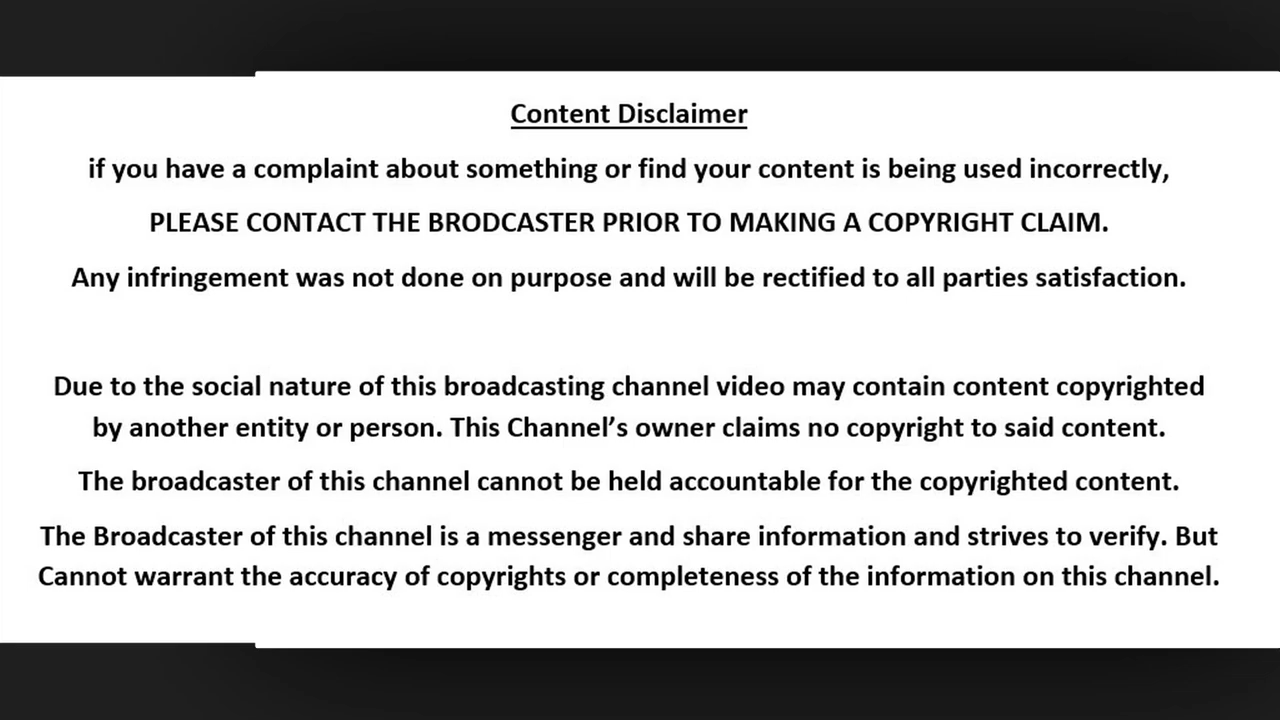 Content Disclaimer
if you have a complaint about something or find your content is being used incorrectly,
PLEASE CONTACT THE BRODCASTER PRIOR TO MAKING A COPYRIGHT CLAIM.
Any infringement was not done on purpose and will be rectified to all parties satisfaction.
Due to the social nature of this broadcasting channel video may contain content copyrighted
by another entity or person. This Channel’s owner claims no copyright to said content.
The broadcaster of this channel cannot be held accountable for the copyrighted content.
The Broadcaster of this channel is a messenger and share information and strives to verify. But
Cannot warrant the accuracy of copyrights or completeness of the information on this channel.